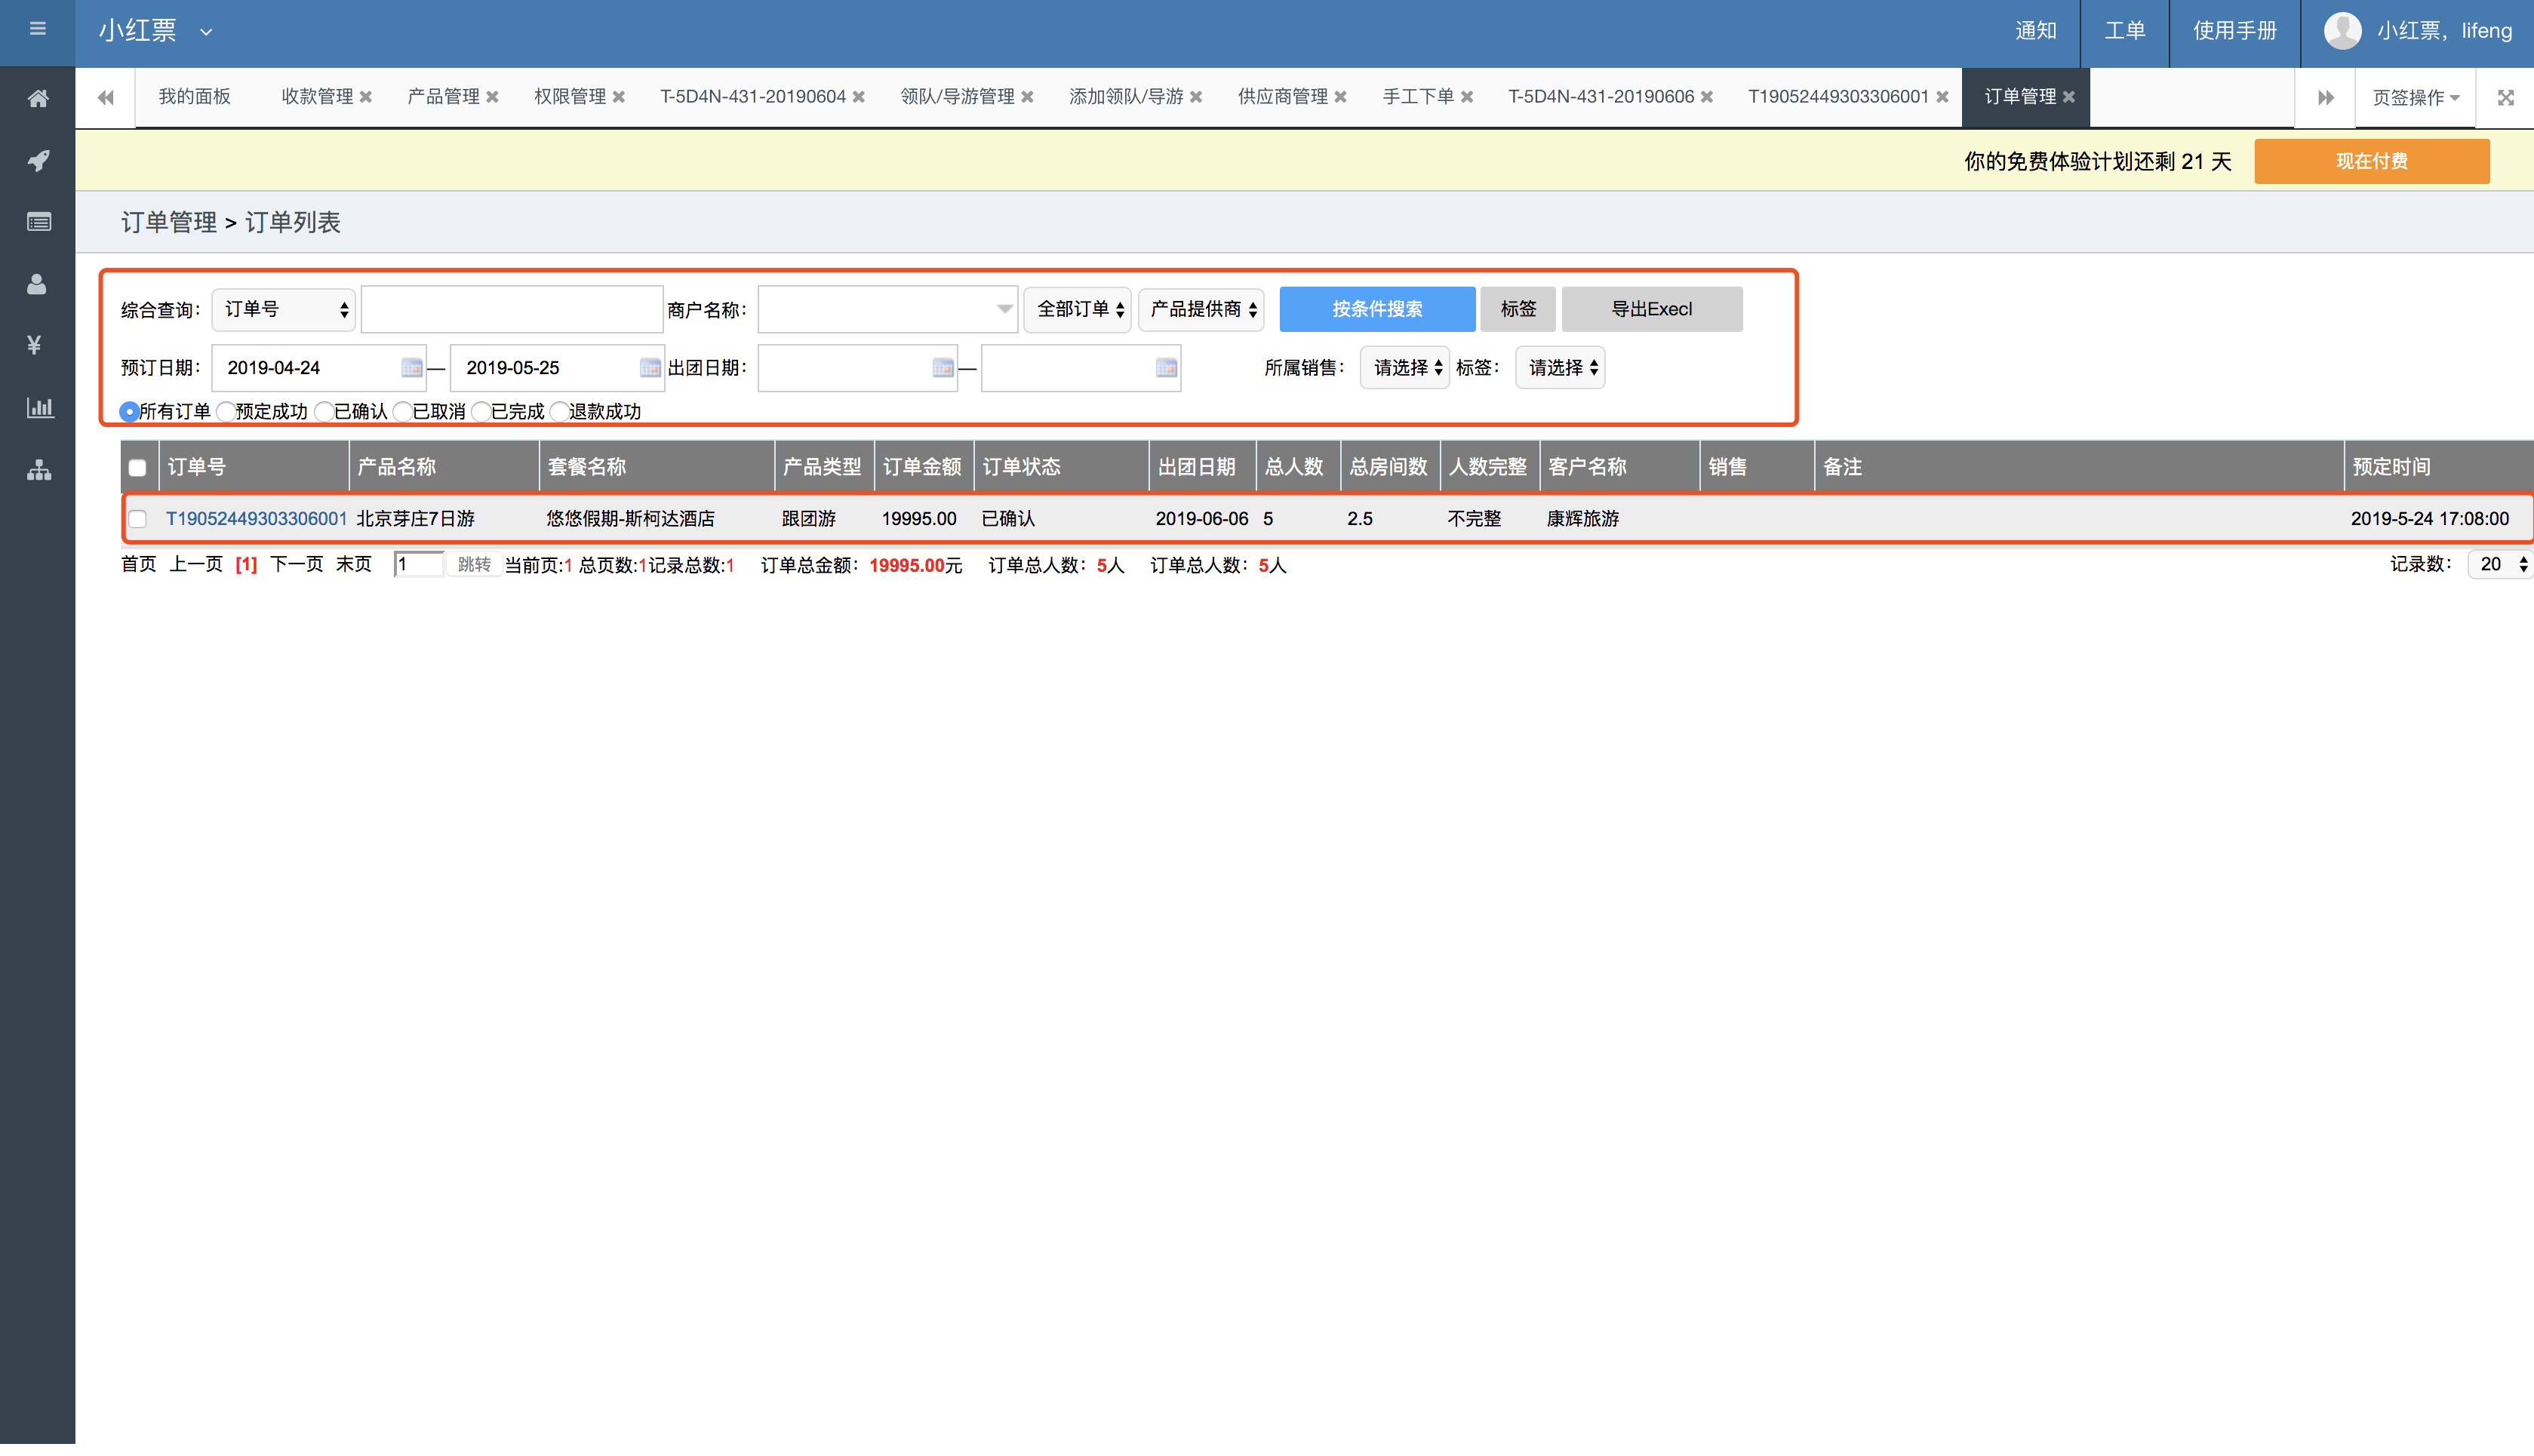 小红票 通知 工单 使用手册 小红票，lifeng
我的面板 收款管理 产品管理 权限管理 T-5D4N-431-20190604 领队/导游管理 添加领队/导游 供应商管理 手工下单 T-5D4N-431-20190606 T19052449303306001 订单管理 页签操作
你的免费体验计划还剩 21 天 现在付费
订单管理 > 订单列表
综合查询： 订单号 商户名称： 全部订单 产品提供商 按条件搜索 标签 导出Execl
预订日期： 2019-04-24 — 2019-05-25 出团日期： — 所属销售： 请选择 标签： 请选择
所有订单 预定成功 已确认 已取消 已完成 退款成功
订单号 产品名称 套餐名称 产品类型 订单金额 订单状态 出团日期 总人数 总房间数 人数完整 客户名称 销售 备注 预定时间
T19052449303306001 北京芽庄7日游 悠悠假期-斯柯达酒店 跟团游 19995.00 已确认 2019-06-06 5 2.5 不完整 康辉旅游 2019-5-24 17:08:00
首页 上一页 [1] 下一页 末页 1 跳转 当前页:1 总页数:1记录总数:1 订单总金额：19995.00元 订单总人数：5人 订单总人数：5人 记录数： 20